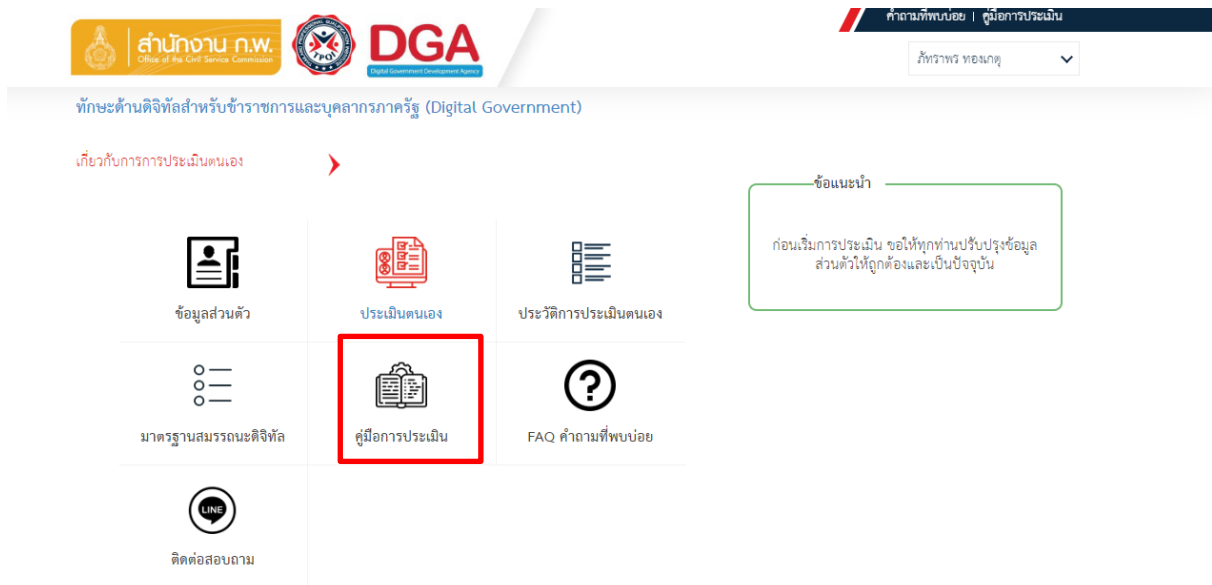 คำถามที่พบบ่อย | คู่มือการประเมิน
สำนักงาน ก.พ.
Office of the Civil Service Commission
TPQI
DGA
Digital Government Development Agency
ภัทราพร ทองเกตุ
ทักษะด้านดิจิทัลสำหรับข้าราชการและบุคลากรภาครัฐ (Digital Government)
เกี่ยวกับการการประเมินตนเอง
ข้อแนะนำ
ก่อนเริ่มการประเมิน ขอให้ทุกท่านปรับปรุงข้อมูล
ส่วนตัวให้ถูกต้องและเป็นปัจจุบัน
ข้อมูลส่วนตัว
ประเมินตนเอง
ประวัติการประเมินตนเอง
มาตรฐานสมรรถนะดิจิทัล
คู่มือการประเมิน
FAQ คำถามที่พบบ่อย
LINE
ติดต่อสอบถาม